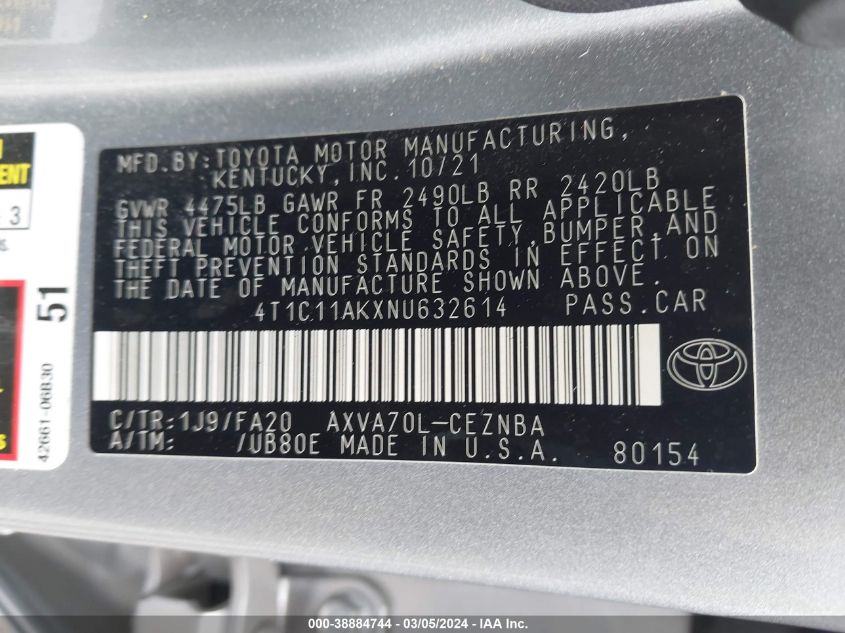 MFD.BY:TOYOTA MOTOR MANUFACTURING,
KENTUCKY,INC.10/21
GVWR 4475LB GAWR FR 2490LB RR 2420LB
THIS VEHICLE CONFORMS TO ALL APPLICABLE
FEDERAL MOTOR VEHICLE SAFETY,BUMPER,AND
THEFT PREVENTION STANDARDS IN EFFECT ON
THE DATE OF MANUFACTURE SHOWN ABOVE.
4T1C11AKXNU632614 PASS.CAR
C/TR:1J9/FA20 AXVA70L-CEZNBA
A/TM: /UB80E MADE IN U.S.A. 80154
3
51
42661-06B30
000-38884744 - 03/05/2024 - IAA Inc.